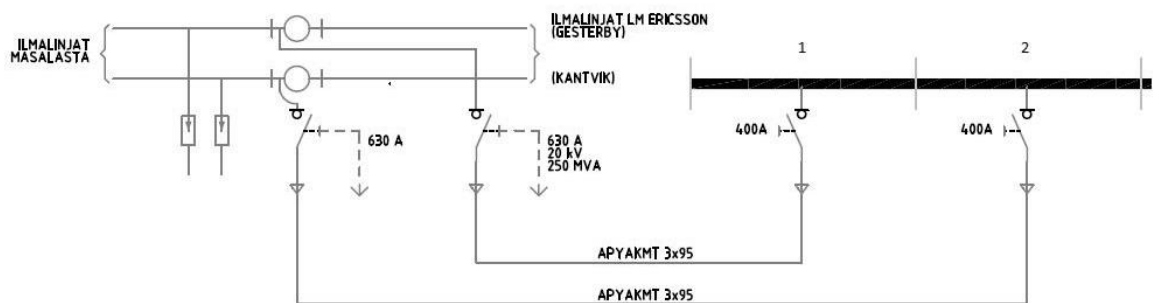 ILMALINJAT
MASALASTA
ILMALINJAT LM ERICSSON
(GESTERBY)
(KANTVIK)
1
2
630 A
630 A
20 kV
250 MVA
400A
400A
APYAKMT 3x95
APYAKMT 3x95